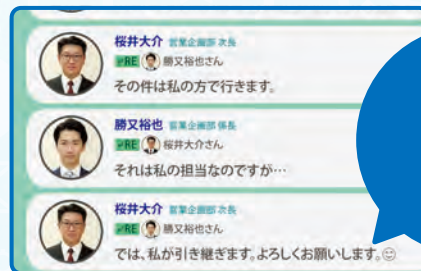 桜井大介 営業企画部 次長
RE 勝又裕也さん
その件は私の方で行きます。
勝又裕也 営業企画部 係長
RE 桜井大介さん
それは私の担当なのですが…
桜井大介 営業企画部 次長
RE 勝又裕也さん
では、私が引き継ぎます。よろしくお願いします。😊